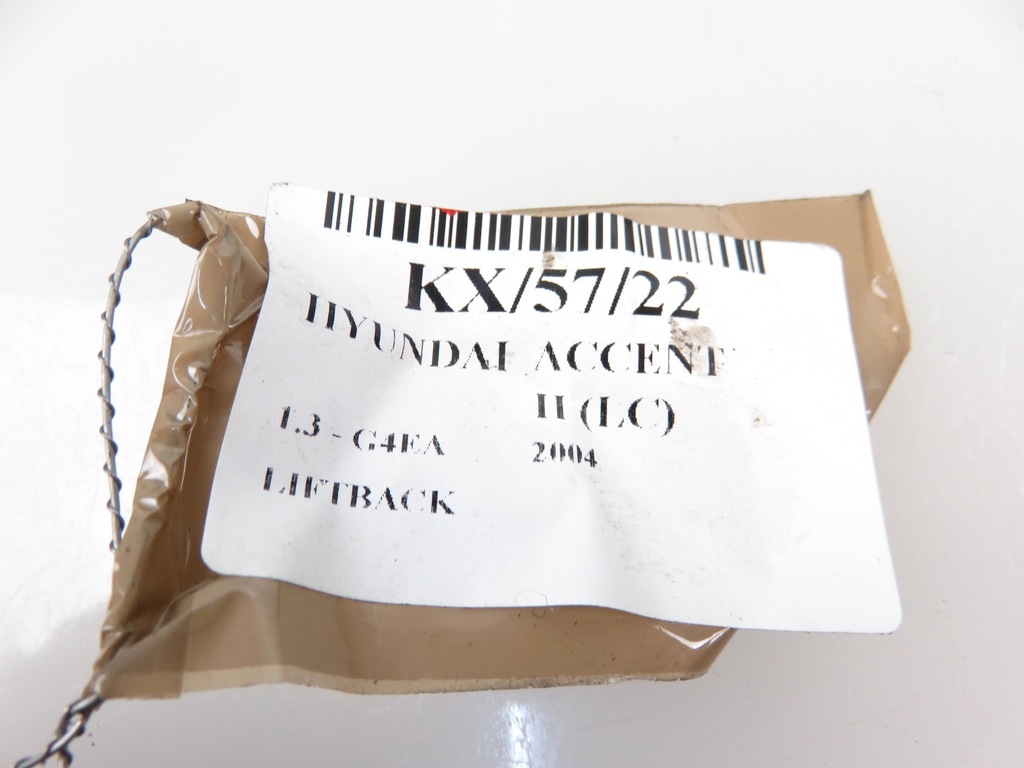 KX/57/22
HYUNDAI ACCENT
II (LC)
1.3 - G4EA 2004
LIFTBACK